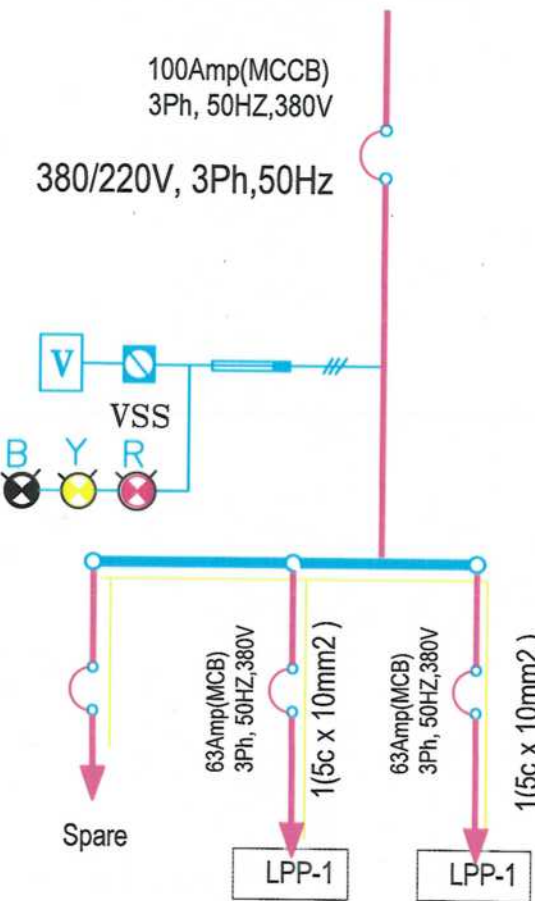 100Amp(MCCB)
3Ph, 50HZ,380V
380/220V, 3Ph,50Hz
V
VSS
B Y R
63Amp(MCB)
3Ph, 50HZ,380V
1(5c x 10mm2 )
63Amp(MCB)
3Ph, 50HZ,380V
1(5c x 10mm2 )
Spare
LPP-1
LPP-1